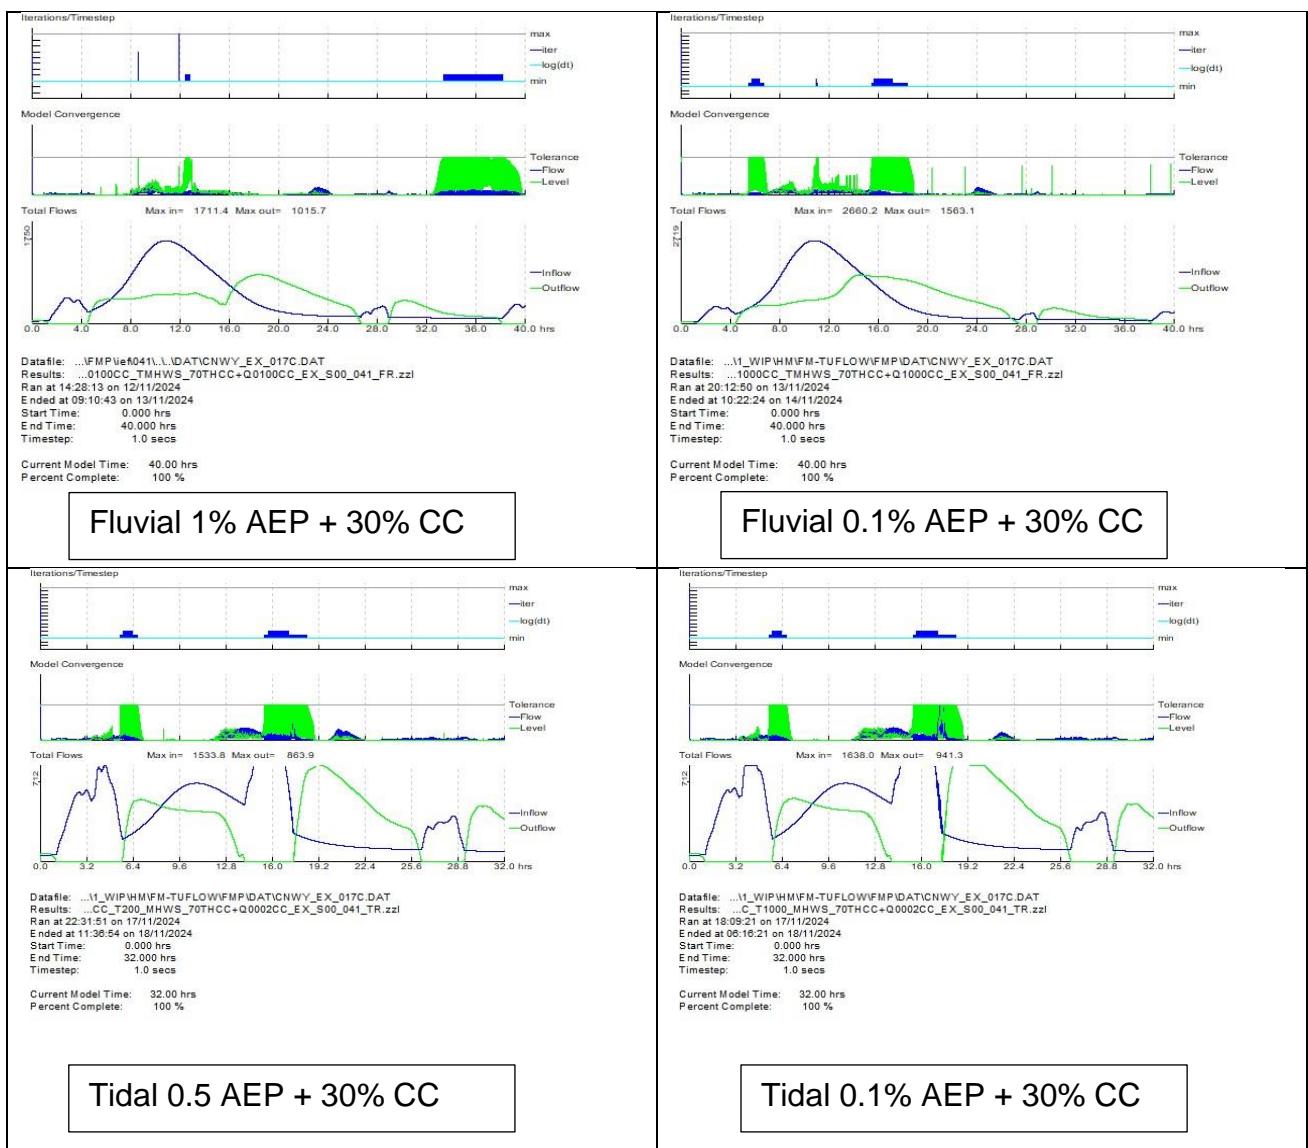 Iterations/Timestep
max
iter
log(dt)
min
Model Convergence
Tolerance
Flow
Level
Total Flows Max in= 1711.4 Max out= 1015.7
1750
Inflow
Outflow
0.0 4.0 8.0 12.0 16.0 20.0 24.0 28.0 32.0 36.0 40.0 hrs
Datafile: ...\FMP\ief\041\..\..\DAT\CNWY_EX_017C.DAT
Results: ...0100CC_TMHWS_70THCC+Q0100CC_EX_S00_041_FR.zzl
Ran at 14:28:13 on 12/11/2024
Ended at 09:10:43 on 13/11/2024
Start Time: 0.000 hrs
End Time: 40.000 hrs
Timestep: 1.0 secs
Current Model Time: 40.00 hrs
Percent Complete: 100 %
Fluvial 1% AEP + 30% CC
Iterations/Timestep
max
iter
log(dt)
min
Model Convergence
Tolerance
Flow
Level
Total Flows Max in= 2660.2 Max out= 1563.1
2719
Inflow
Outflow
0.0 4.0 8.0 12.0 16.0 20.0 24.0 28.0 32.0 36.0 40.0 hrs
Datafile: ...\1_WIP\HM\FM-TUFLOW\FMP\DAT\CNWY_EX_017C.DAT
Results: ...1000CC_TMHWS_70THCC+Q1000CC_EX_S00_041_FR.zzl
Ran at 20:12:50 on 13/11/2024
Ended at 10:22:24 on 14/11/2024
Start Time: 0.000 hrs
End Time: 40.000 hrs
Timestep: 1.0 secs
Current Model Time: 40.00 hrs
Percent Complete: 100 %
Fluvial 0.1% AEP + 30% CC
Iterations/Timestep
max
iter
log(dt)
min
Model Convergence
Tolerance
Flow
Level
Total Flows Max in= 1533.8 Max out= 863.9
712
Inflow
Outflow
0.0 3.2 6.4 9.6 12.8 16.0 19.2 22.4 25.6 28.8 32.0 hrs
Datafile: ...\1_WIP\HM\FM-TUFLOW\FMP\DAT\CNWY_EX_017C.DAT
Results: ...CC_T200_MHWS_70THCC+Q0002CC_EX_S00_041_TR.zzl
Ran at 22:31:51 on 17/11/2024
Ended at 11:36:54 on 18/11/2024
Start Time: 0.000 hrs
End Time: 32.000 hrs
Timestep: 1.0 secs
Current Model Time: 32.00 hrs
Percent Complete: 100 %
Tidal 0.5 AEP + 30% CC
Iterations/Timestep
max
iter
log(dt)
min
Model Convergence
Tolerance
Flow
Level
Total Flows Max in= 1638.0 Max out= 941.3
712
Inflow
Outflow
0.0 3.2 6.4 9.6 12.8 16.0 19.2 22.4 25.6 28.8 32.0 hrs
Datafile: ...\1_WIP\HM\FM-TUFLOW\FMP\DAT\CNWY_EX_017C.DAT
Results: ...C_T1000_MHWS_70THCC+Q0002CC_EX_S00_041_TR.zzl
Ran at 18:09:21 on 17/11/2024
Ended at 06:16:21 on 18/11/2024
Start Time: 0.000 hrs
End Time: 32.000 hrs
Timestep: 1.0 secs
Current Model Time: 32.00 hrs
Percent Complete: 100 %
Tidal 0.1% AEP + 30% CC